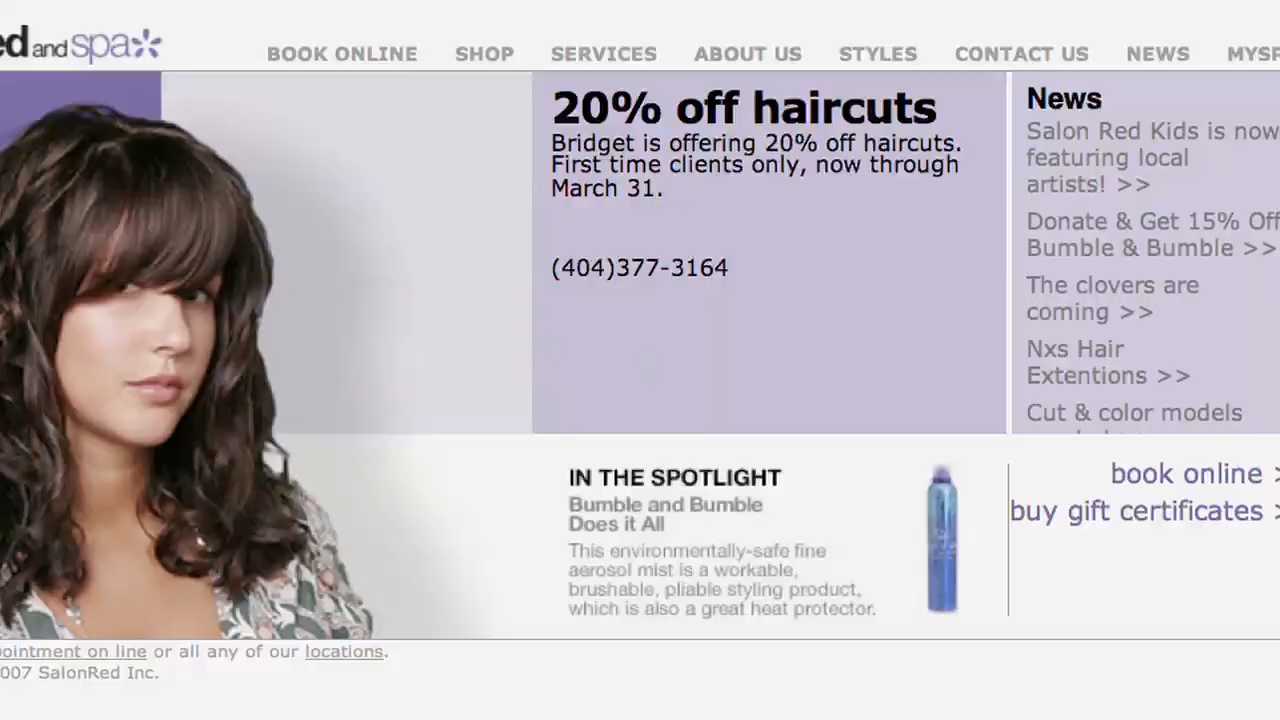 ed and spa
BOOK ONLINE SHOP SERVICES ABOUT US STYLES CONTACT US NEWS MYSP
20% off haircuts
Bridget is offering 20% off haircuts.
First time clients only, now through
March 31.
(404)377-3164
News
Salon Red Kids is now
featuring local
artists! >>
Donate & Get 15% Off
Bumble & Bumble >>
The clovers are
coming >>
Nxs Hair
Extentions >>
Cut & color models
IN THE SPOTLIGHT
Bumble and Bumble
Does it All
This environmentally-safe fine
aerosol mist is a workable,
brushable, pliable styling product,
which is also a great heat protector.
book online >
buy gift certificates >
pointment on line or all any of our locations.
007 SalonRed Inc.